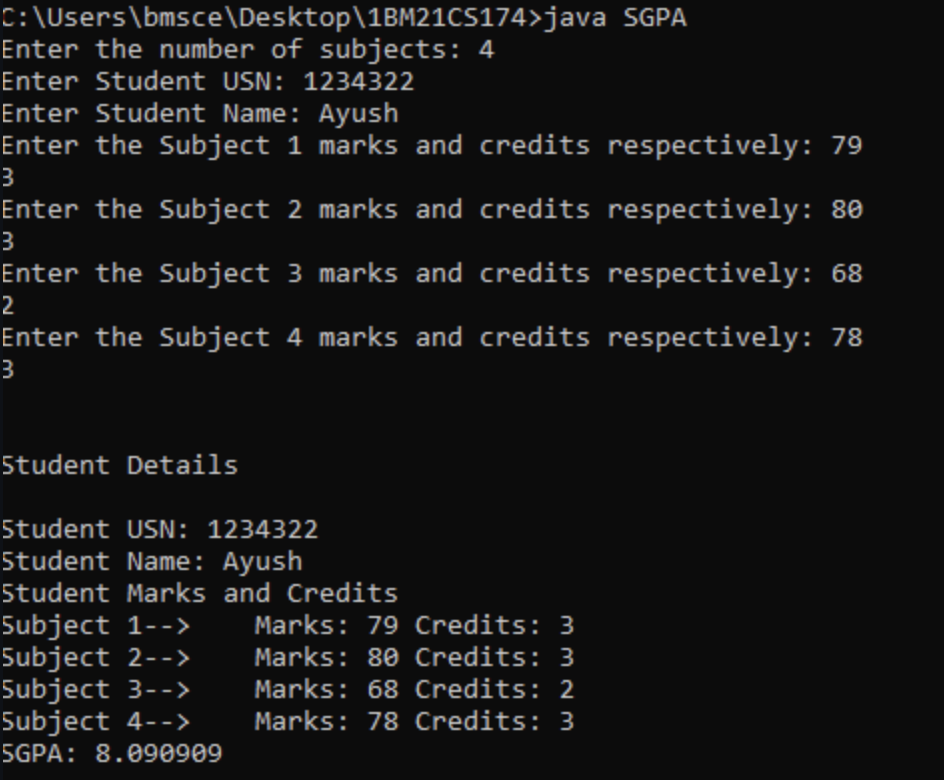 C:\Users\bmsce\Desktop\1BM21CS174>java SGPA
Enter the number of subjects: 4
Enter Student USN: 1234322
Enter Student Name: Ayush
Enter the Subject 1 marks and credits respectively: 79
3
Enter the Subject 2 marks and credits respectively: 80
3
Enter the Subject 3 marks and credits respectively: 68
2
Enter the Subject 4 marks and credits respectively: 78
3
Student Details
Student USN: 1234322
Student Name: Ayush
Student Marks and Credits
Subject 1-->    Marks: 79 Credits: 3
Subject 2-->    Marks: 80 Credits: 3
Subject 3-->    Marks: 68 Credits: 2
Subject 4-->    Marks: 78 Credits: 3
SGPA: 8.090909